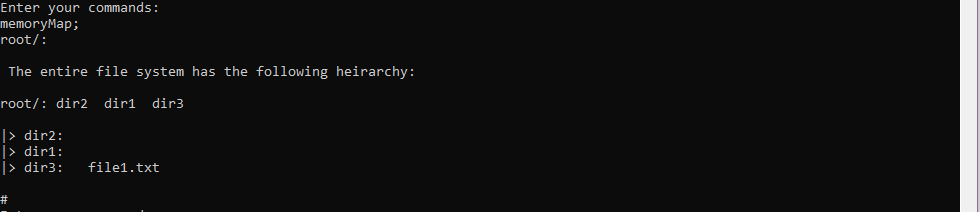 Enter your commands:
memoryMap;
root/:
The entire file system has the following heirarchy:
root/: dir2  dir1  dir3
|> dir2:
|> dir1:
|> dir3:   file1.txt
#